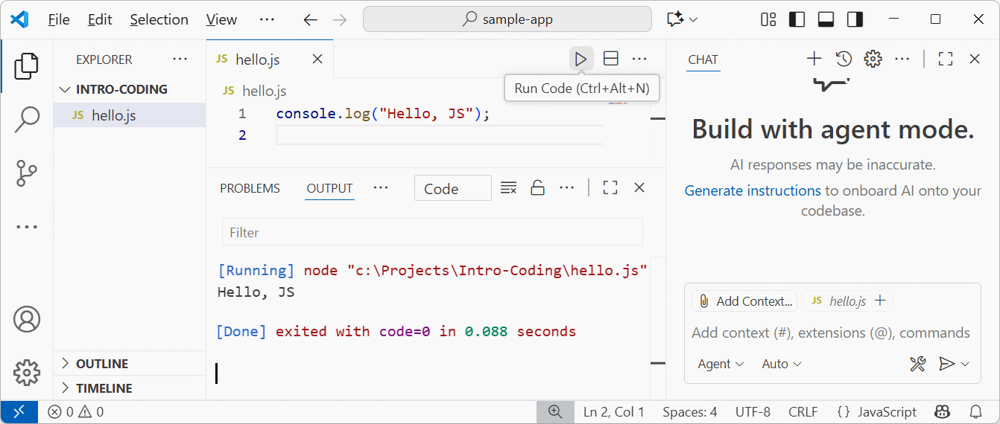 File Edit Selection View ··· sample-app
EXPLORER ···
INTRO-CODING
JS hello.js
OUTLINE
TIMELINE
JS hello.js
···
Run Code (Ctrl+Alt+N)
JS hello.js
1 console.log("Hello, JS");
2
PROBLEMS OUTPUT ··· Code ···
Filter
[Running] node "c:\Projects\Intro-Coding\hello.js"
Hello, JS
[Done] exited with code=0 in 0.088 seconds
CHAT ···
Build with agent mode.
AI responses may be inaccurate.
Generate instructions to onboard AI onto your
codebase.
Add Context... JS hello.js +
Add context (#), extensions (@), commands
Agent Auto
0 0 Ln 2, Col 1 Spaces: 4 UTF-8 CRLF {} JavaScript